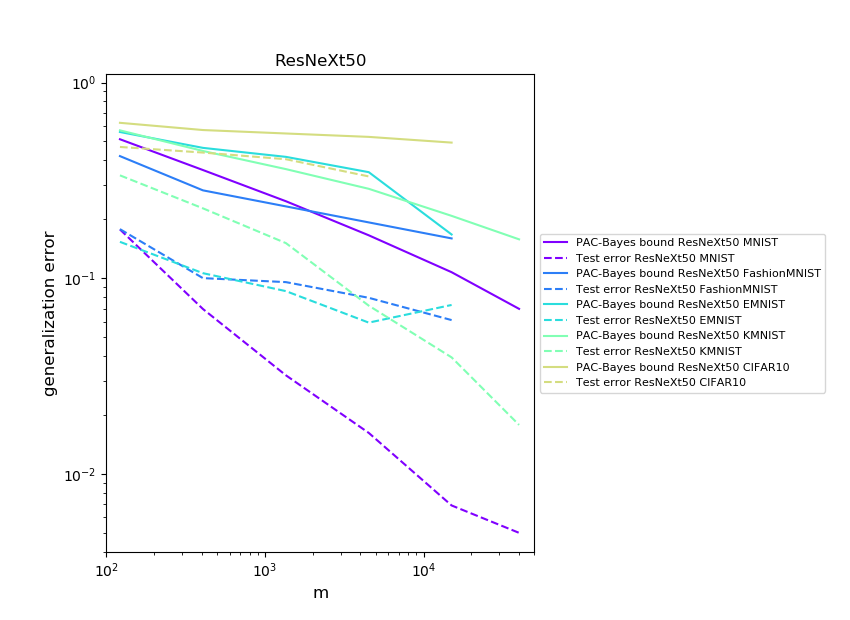 ResNeXt50
10⁰
10⁻¹
10⁻²
generalization error
10²
10³
10⁴
m
PAC-Bayes bound ResNeXt50 MNIST
Test error ResNeXt50 MNIST
PAC-Bayes bound ResNeXt50 FashionMNIST
Test error ResNeXt50 FashionMNIST
PAC-Bayes bound ResNeXt50 EMNIST
Test error ResNeXt50 EMNIST
PAC-Bayes bound ResNeXt50 KMNIST
Test error ResNeXt50 KMNIST
PAC-Bayes bound ResNeXt50 CIFAR10
Test error ResNeXt50 CIFAR10